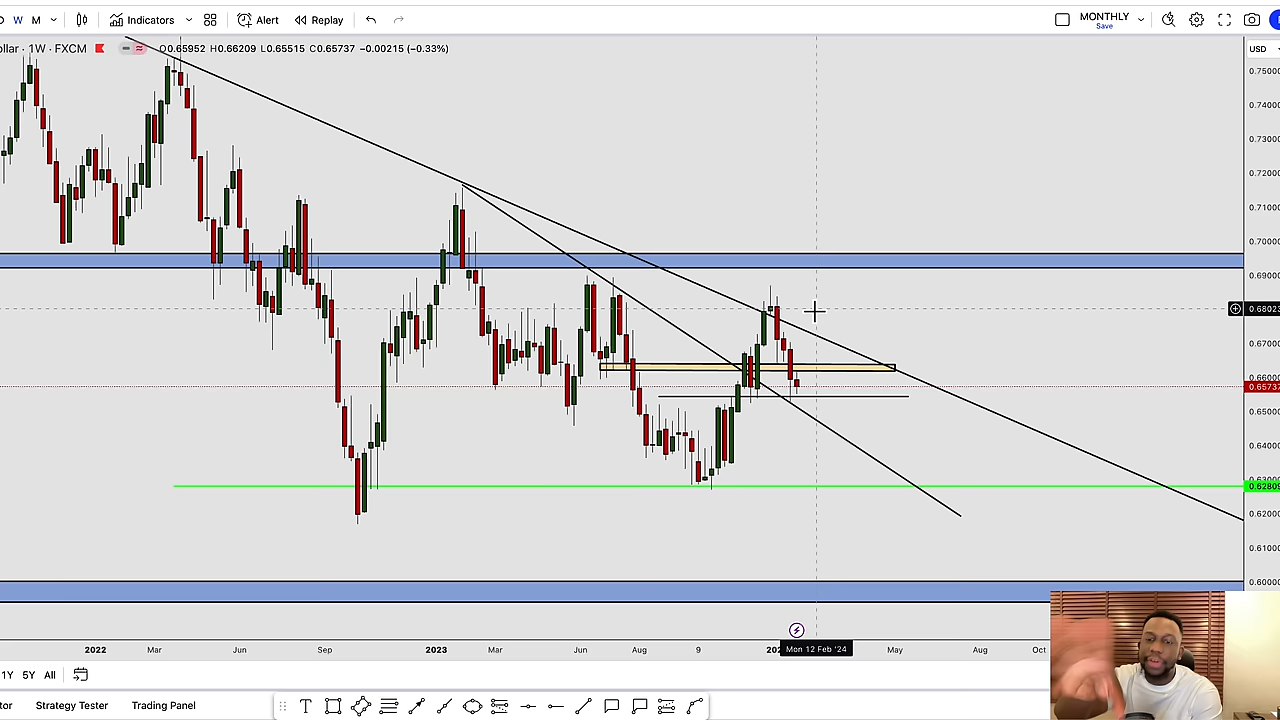 W M Indicators Alert Replay MONTHLY
Save
ollar · 1W · FXCM O0.65952 H0.66209 L0.65515 C0.65737 −0.00215 (−0.33%)
USD
0.75000
0.74000
0.73000
0.72000
0.71000
0.70000
0.69000
0.68023
0.67000
0.66000
0.65737
0.65000
0.64000
0.63000
0.62809
0.62000
0.61000
0.60000
2022 Mar Jun Sep 2023 Mar Jun Aug 9 202 Mon 12 Feb '24 May Aug Oct
1Y 5Y All
tor Strategy Tester Trading Panel